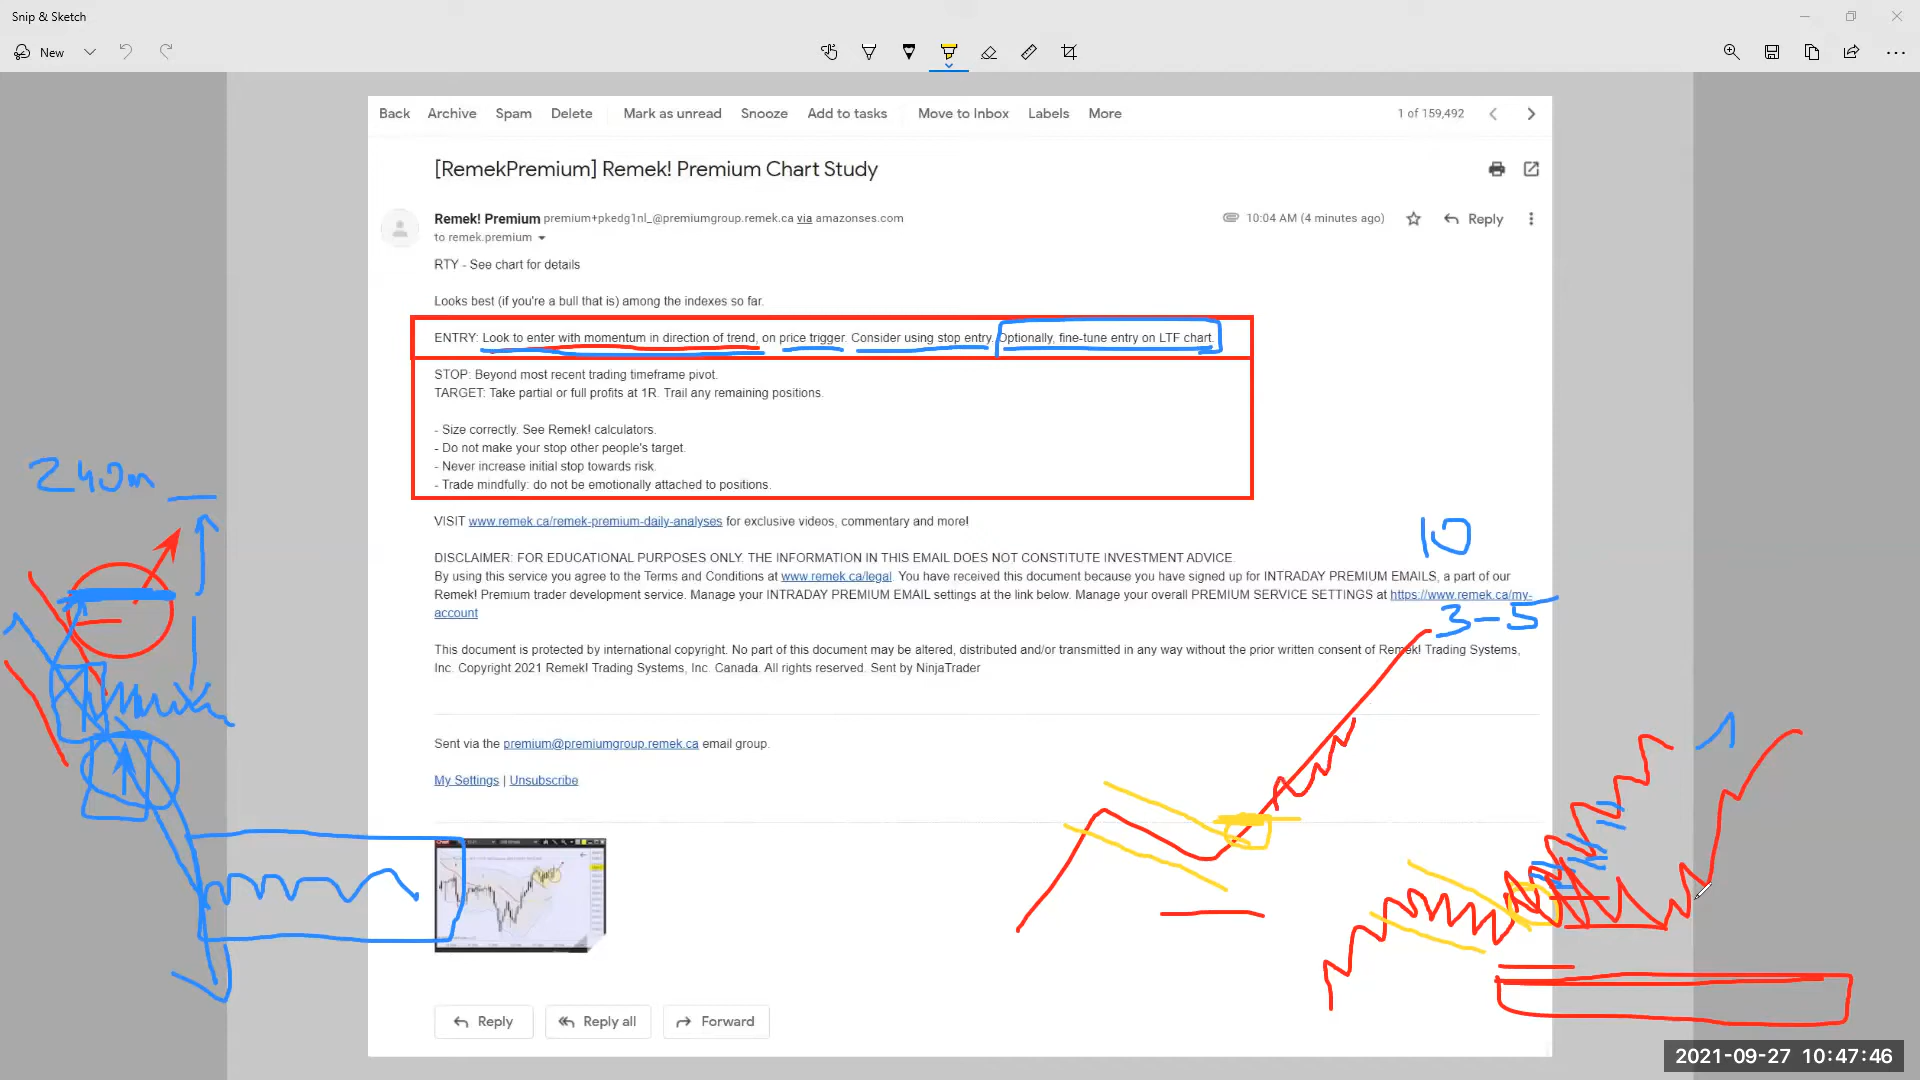 Snip & Sketch
New
Back Archive Spam Delete Mark as unread Snooze Add to tasks Move to Inbox Labels More 1 of 159,492
[RemekPremium] Remek! Premium Chart Study
Remek! Premium premium+pkedg1nl_@premiumgroup.remek.ca via amazonses.com 10:04 AM (4 minutes ago) Reply
to remek.premium
RTY - See chart for details
Looks best (if you're a bull that is) among the indexes so far.
ENTRY: Look to enter with momentum in direction of trend, on price trigger. Consider using stop entry. Optionally, fine-tune entry on LTF chart.
STOP: Beyond most recent trading timeframe pivot.
TARGET: Take partial or full profits at 1R. Trail any remaining positions.
- Size correctly. See Remek! calculators.
- Do not make your stop other people's target.
- Never increase initial stop towards risk.
- Trade mindfully: do not be emotionally attached to positions.
240m
VISIT www.remek.ca/remek-premium-daily-analyses for exclusive videos, commentary and more!
10
DISCLAIMER: FOR EDUCATIONAL PURPOSES ONLY. THE INFORMATION IN THIS EMAIL DOES NOT CONSTITUTE INVESTMENT ADVICE.
By using this service you agree to the Terms and Conditions at www.remek.ca/legal. You have received this document because you have signed up for INTRADAY PREMIUM EMAILS, a part of our
Remek! Premium trader development service. Manage your INTRADAY PREMIUM EMAIL settings at the link below. Manage your overall PREMIUM SERVICE SETTINGS at https://www.remek.ca/my-
account
3-5
This document is protected by international copyright. No part of this document may be altered, distributed and/or transmitted in any way without the prior written consent of Remek! Trading Systems,
Inc. Copyright 2021 Remek! Trading Systems, Inc. Canada. All rights reserved. Sent by NinjaTrader
Sent via the premium@premiumgroup.remek.ca email group.
1
My Settings | Unsubscribe
Reply Reply all Forward
2021-09-27 10:47:46